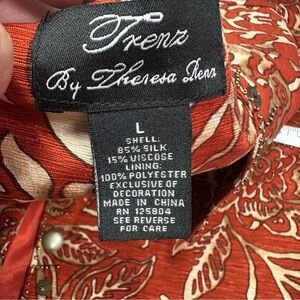 Trenz
By Theresa Denz
L
SHELL:
85% SILK
15% VISCOSE
LINING:
100% POLYESTER
EXCLUSIVE OF
DECORATION
MADE IN CHINA
RN 125804
SEE REVERSE
FOR CARE